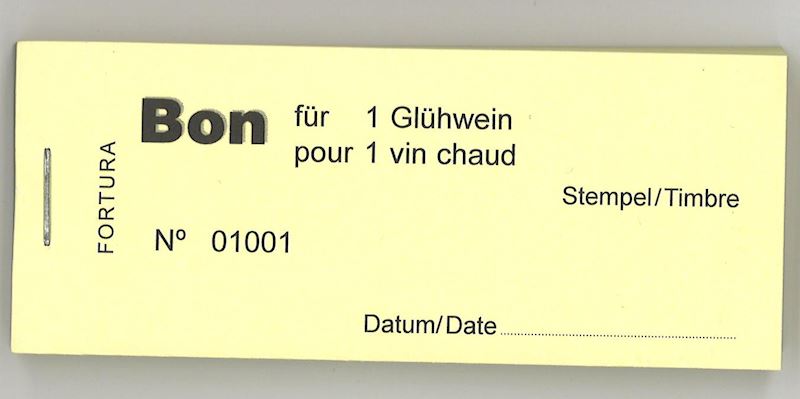 FORTURA
Bon für 1 Glühwein
pour 1 vin chaud
Stempel/Timbre
Nº 01001
Datum/Date